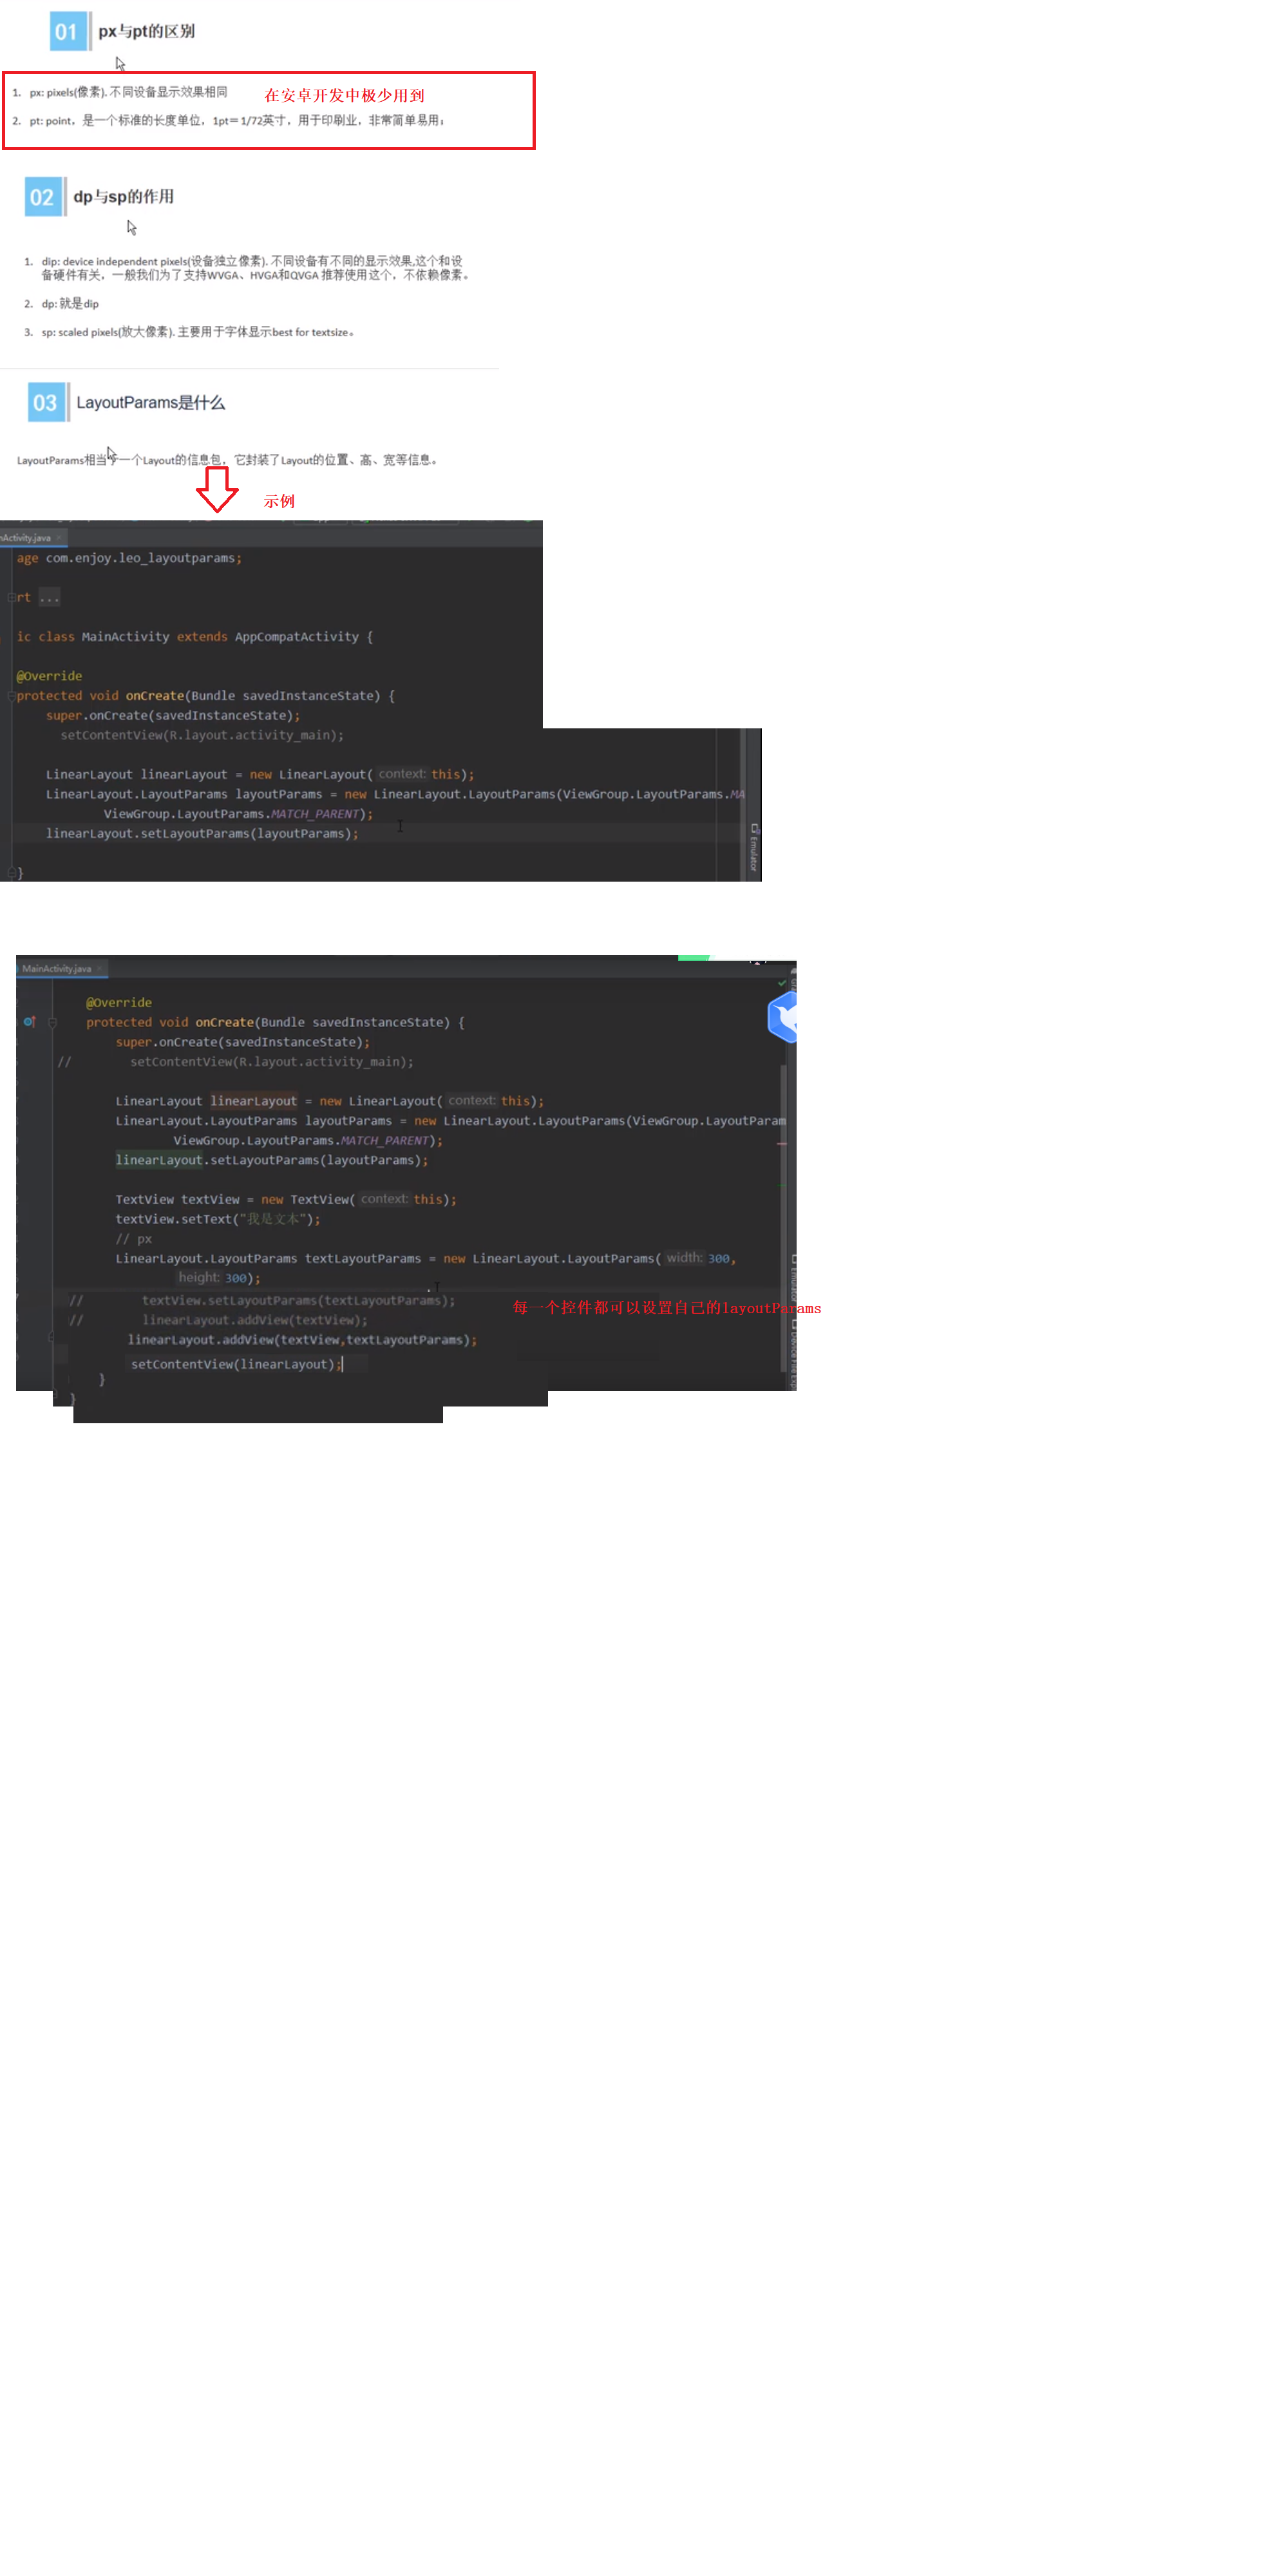 01 px与pt的区别
1. px: pixels(像素). 不同设备显示效果相同 在安卓开发中极少用到
2. pt: point，是一个标准的长度单位，1pt＝1/72英寸，用于印刷业，非常简单易用；
02 dp与sp的作用
1. dip: device independent pixels(设备独立像素). 不同设备有不同的显示效果,这个和设
备硬件有关，一般我们为了支持WVGA、HVGA和QVGA 推荐使用这个，不依赖像素。
2. dp: 就是dip
3. sp: scaled pixels(放大像素). 主要用于字体显示best for textsize。
03 LayoutParams是什么
LayoutParams相当于一个Layout的信息包，它封装了Layout的位置、高、宽等信息。
示例
nActivity.java
age com.enjoy.leo_layoutparams;
rt ...
ic class MainActivity extends AppCompatActivity {
@Override
protected void onCreate(Bundle savedInstanceState) {
super.onCreate(savedInstanceState);
setContentView(R.layout.activity_main);
LinearLayout linearLayout = new LinearLayout( context: this);
LinearLayout.LayoutParams layoutParams = new LinearLayout.LayoutParams(ViewGroup.LayoutParams.MA
ViewGroup.LayoutParams.MATCH_PARENT);
linearLayout.setLayoutParams(layoutParams);
}
Emulator
MainActivity.java
@Override
protected void onCreate(Bundle savedInstanceState) {
super.onCreate(savedInstanceState);
// setContentView(R.layout.activity_main);
LinearLayout linearLayout = new LinearLayout( context: this);
LinearLayout.LayoutParams layoutParams = new LinearLayout.LayoutParams(ViewGroup.LayoutParam
ViewGroup.LayoutParams.MATCH_PARENT);
linearLayout.setLayoutParams(layoutParams);
TextView textView = new TextView( context: this);
textView.setText("我是文本");
// px
LinearLayout.LayoutParams textLayoutParams = new LinearLayout.LayoutParams( width: 300,
height: 300);
// textView.setLayoutParams(textLayoutParams);
每一个控件都可以设置自己的layoutParams
// linearLayout.addView(textView);
linearLayout.addView(textView,textLayoutParams);
setContentView(linearLayout);
}
}